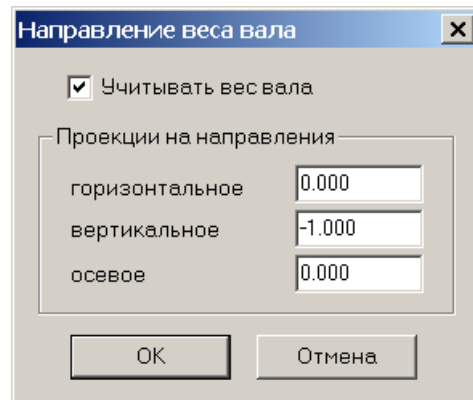 Направление веса вала
Учитывать вес вала
Проекции на направления
горизонтальное 0.000
вертикальное -1.000
осевое 0.000
OK Отмена